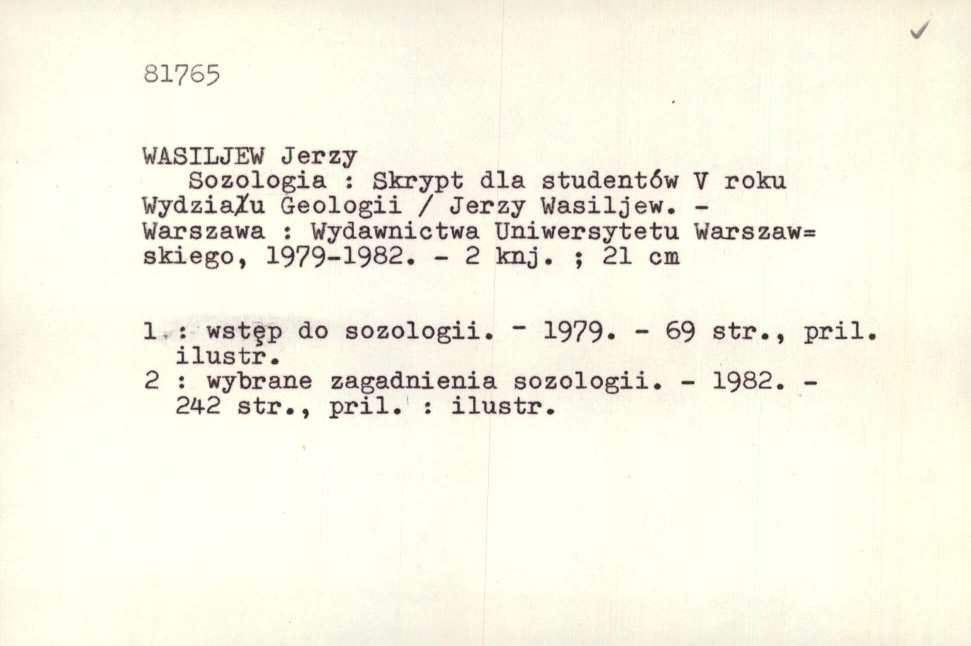 81765
WASILJEW Jerzy
Sozologia : Skrypt dla studentów V roku
Wydziału Geologii / Jerzy Wasiljew. -
Warszawa : Wydawnictwa Uniwersytetu Warszaw=
skiego, 1979-1982. - 2 knj. ; 21 cm
1 : wstęp do sozologii. - 1979. - 69 str., pril.
ilustr.
2 : wybrane zagadnienia sozologii. - 1982. -
242 str., pril. : ilustr.